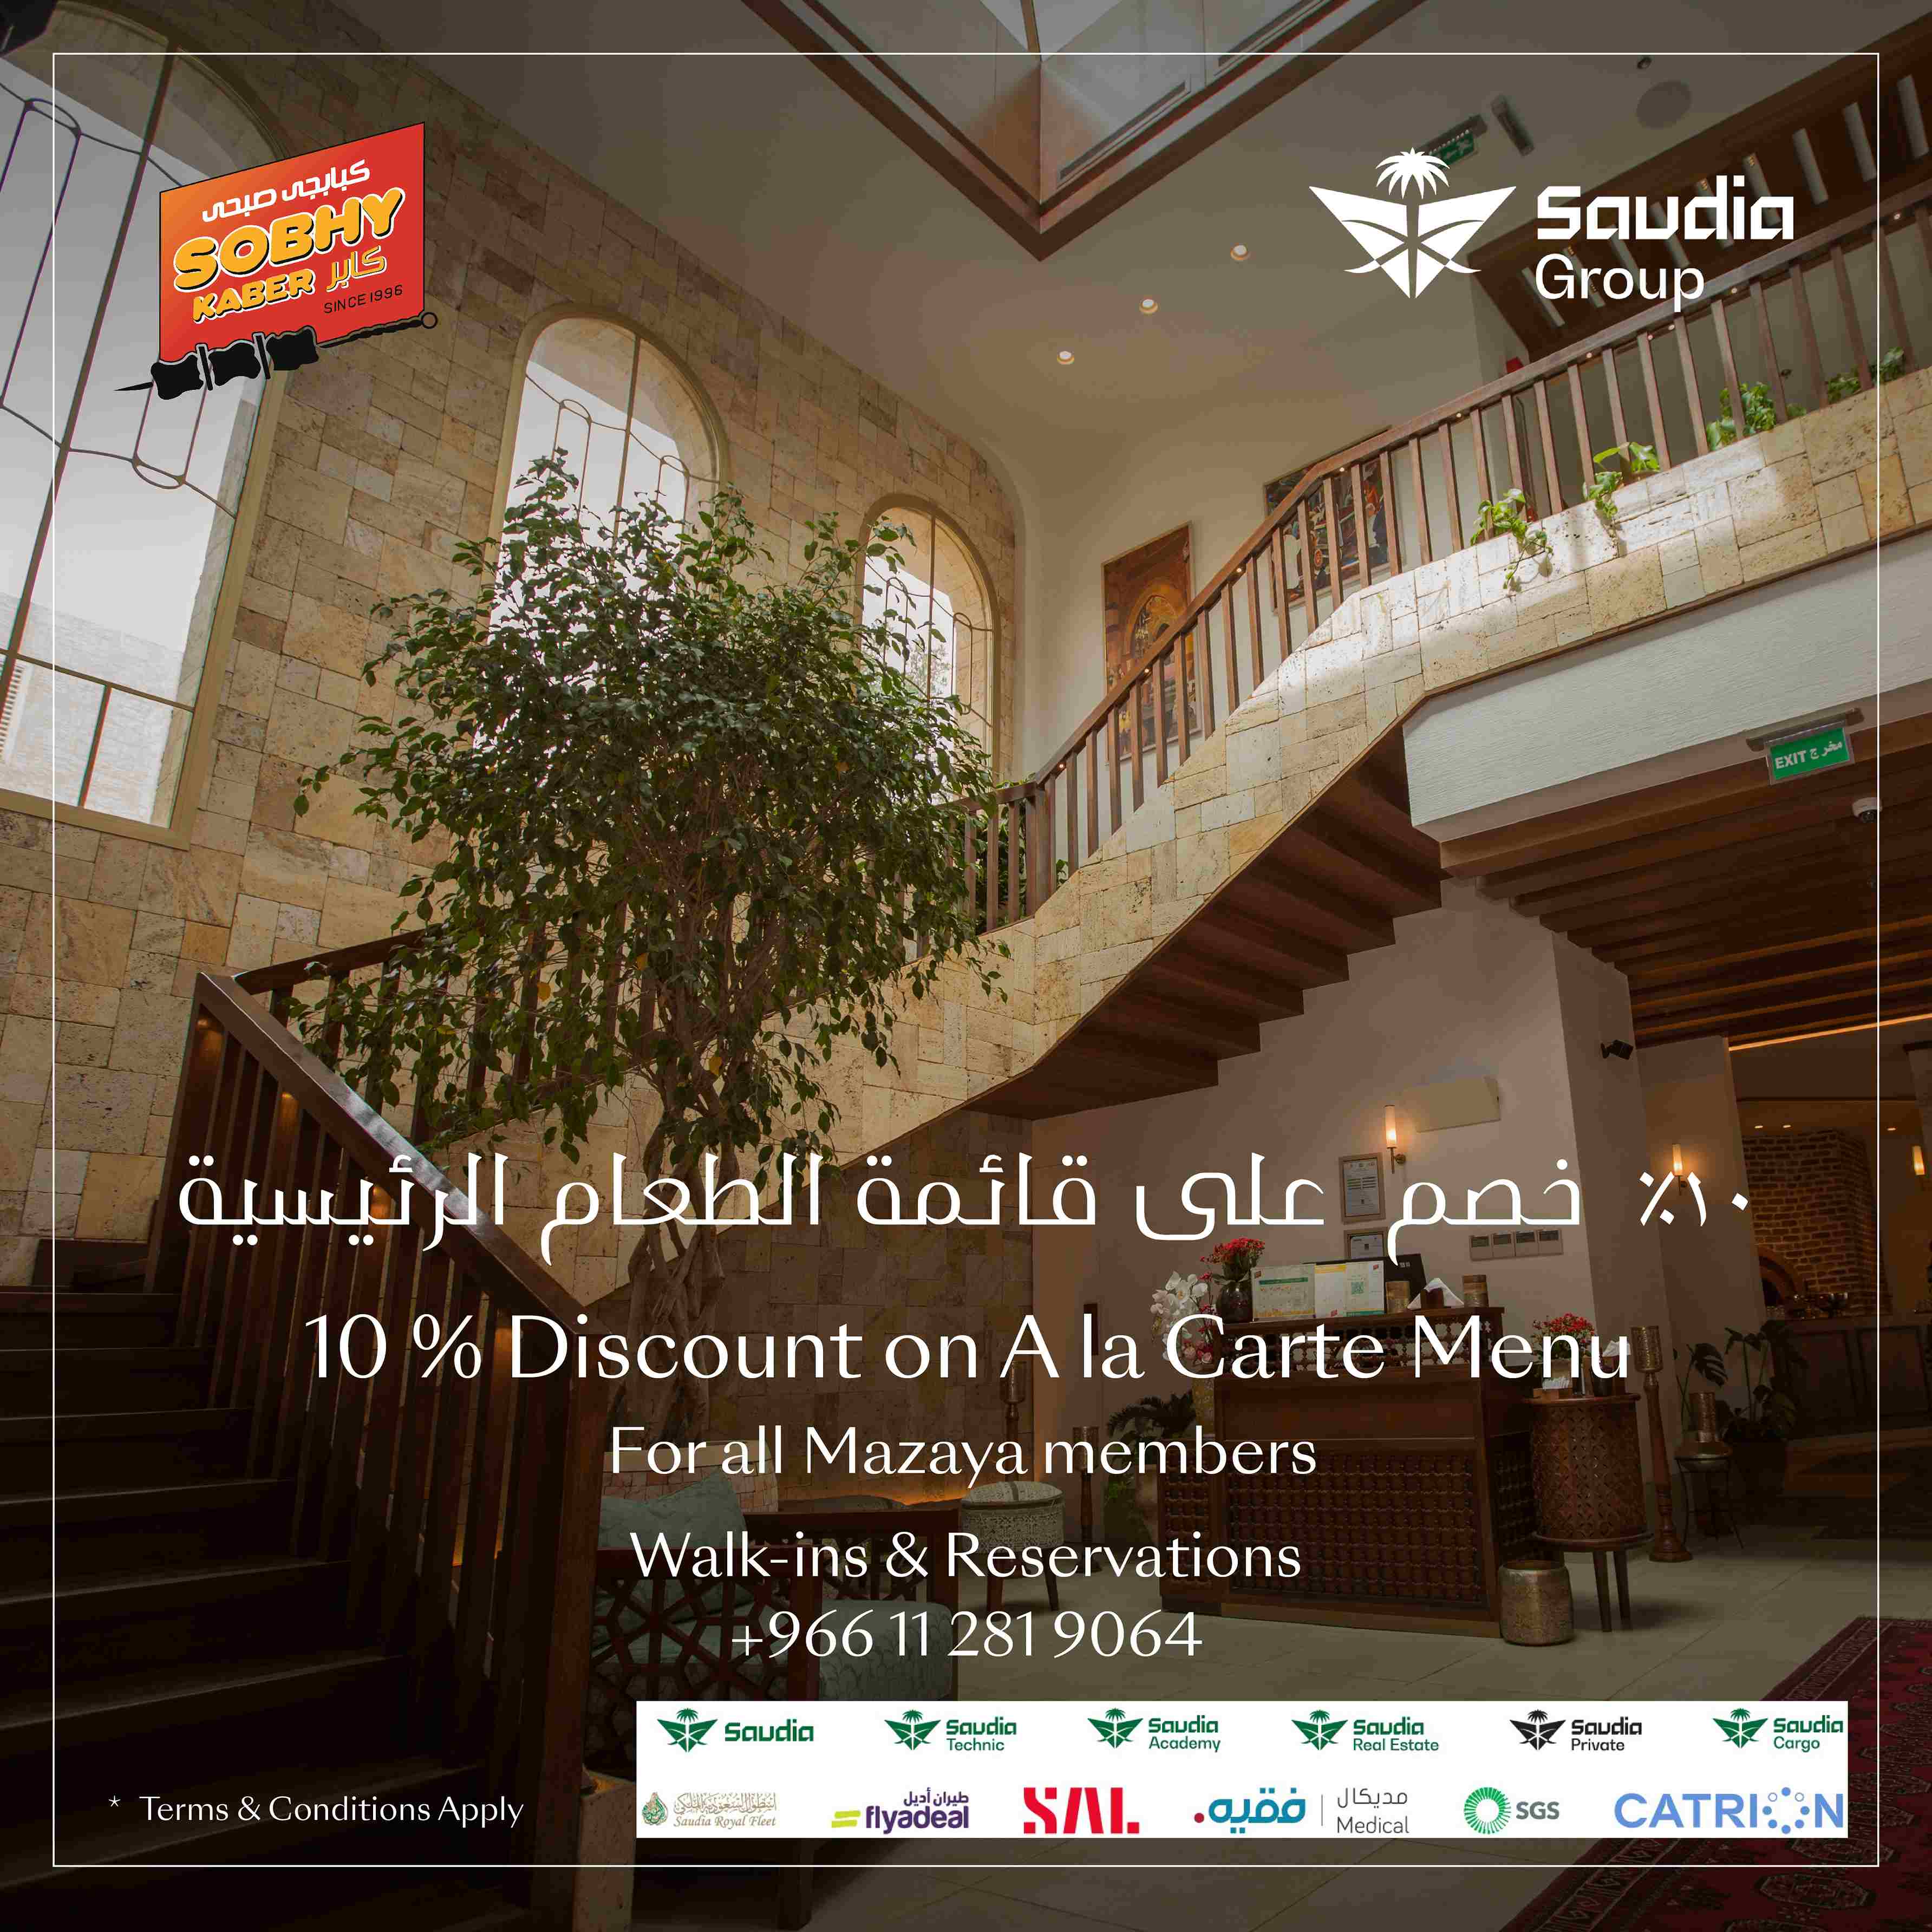 كبابجى صبحى
SOBHY
KABER كابر
SINCE 1996
Saudia
Group
EXIT مخرج
١٠٪ خصم على قائمة الطعام الرئيسية
10 % Discount on A la Carte Menu
For all Mazaya members
Walk-ins & Reservations
+966 11 281 9064
Saudia
Saudia Technic
Saudia Academy
Saudia Real Estate
Saudia Private
Saudia Cargo
* Terms & Conditions Apply
Saudia Royal Fleet
طيران أديل
flyadeal
SAL
فقيه
مديكال
Medical
SGS
CATRION